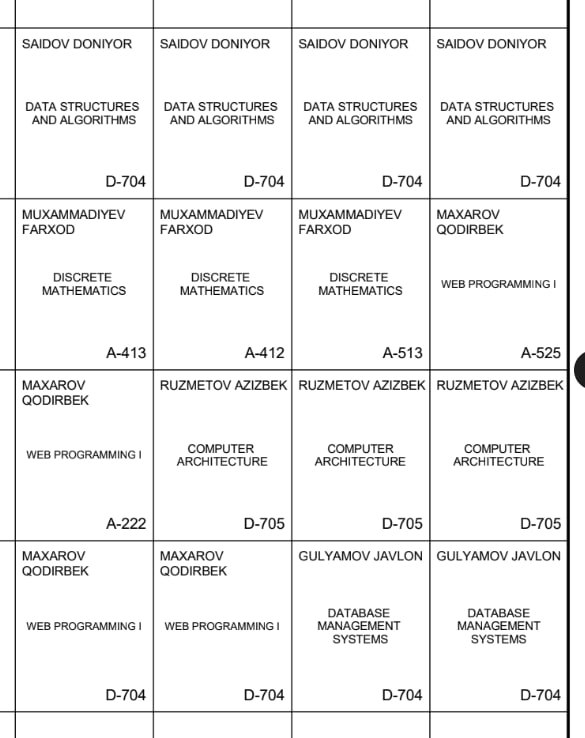 SAIDOV DONIYOR
DATA STRUCTURES
AND ALGORITHMS
D-704
SAIDOV DONIYOR
DATA STRUCTURES
AND ALGORITHMS
D-704
SAIDOV DONIYOR
DATA STRUCTURES
AND ALGORITHMS
D-704
SAIDOV DONIYOR
DATA STRUCTURES
AND ALGORITHMS
D-704
MUXAMMADIYEV
FARXOD
DISCRETE
MATHEMATICS
A-413
MUXAMMADIYEV
FARXOD
DISCRETE
MATHEMATICS
A-412
MUXAMMADIYEV
FARXOD
DISCRETE
MATHEMATICS
A-513
MAXAROV
QODIRBEK
WEB PROGRAMMING I
A-525
MAXAROV
QODIRBEK
WEB PROGRAMMING I
A-222
RUZMETOV AZIZBEK
COMPUTER
ARCHITECTURE
D-705
RUZMETOV AZIZBEK
COMPUTER
ARCHITECTURE
D-705
RUZMETOV AZIZBEK
COMPUTER
ARCHITECTURE
D-705
MAXAROV
QODIRBEK
WEB PROGRAMMING I
D-704
MAXAROV
QODIRBEK
WEB PROGRAMMING I
D-704
GULYAMOV JAVLON
DATABASE
MANAGEMENT
SYSTEMS
D-704
GULYAMOV JAVLON
DATABASE
MANAGEMENT
SYSTEMS
D-704